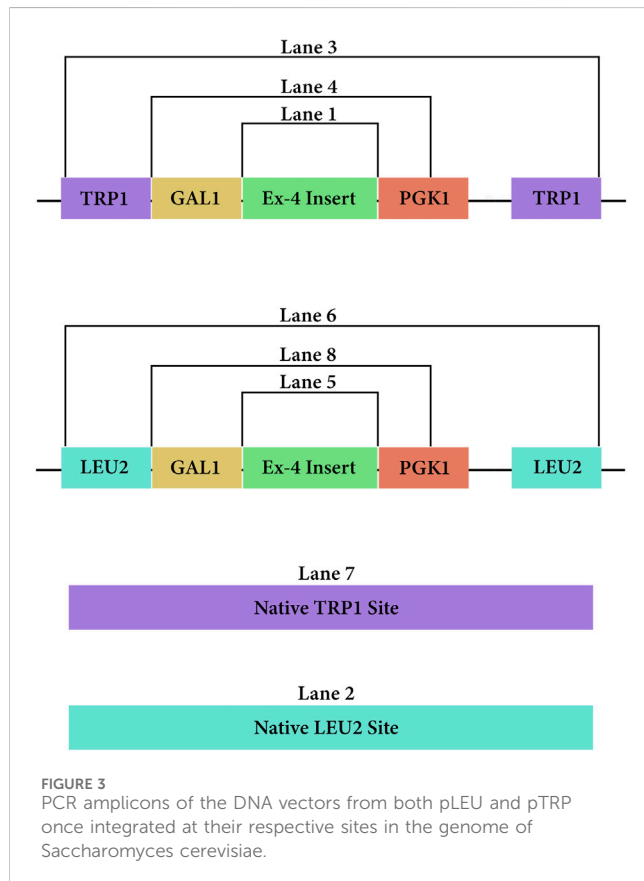 Lane 3
Lane 4
Lane 1
TRP1 GAL1 Ex-4 Insert PGK1 TRP1
Lane 6
Lane 8
Lane 5
LEU2 GAL1 Ex-4 Insert PGK1 LEU2
Lane 7
Native TRP1 Site
Lane 2
Native LEU2 Site
FIGURE 3
PCR amplicons of the DNA vectors from both pLEU and pTRP
once integrated at their respective sites in the genome of
Saccharomyces cerevisiae.